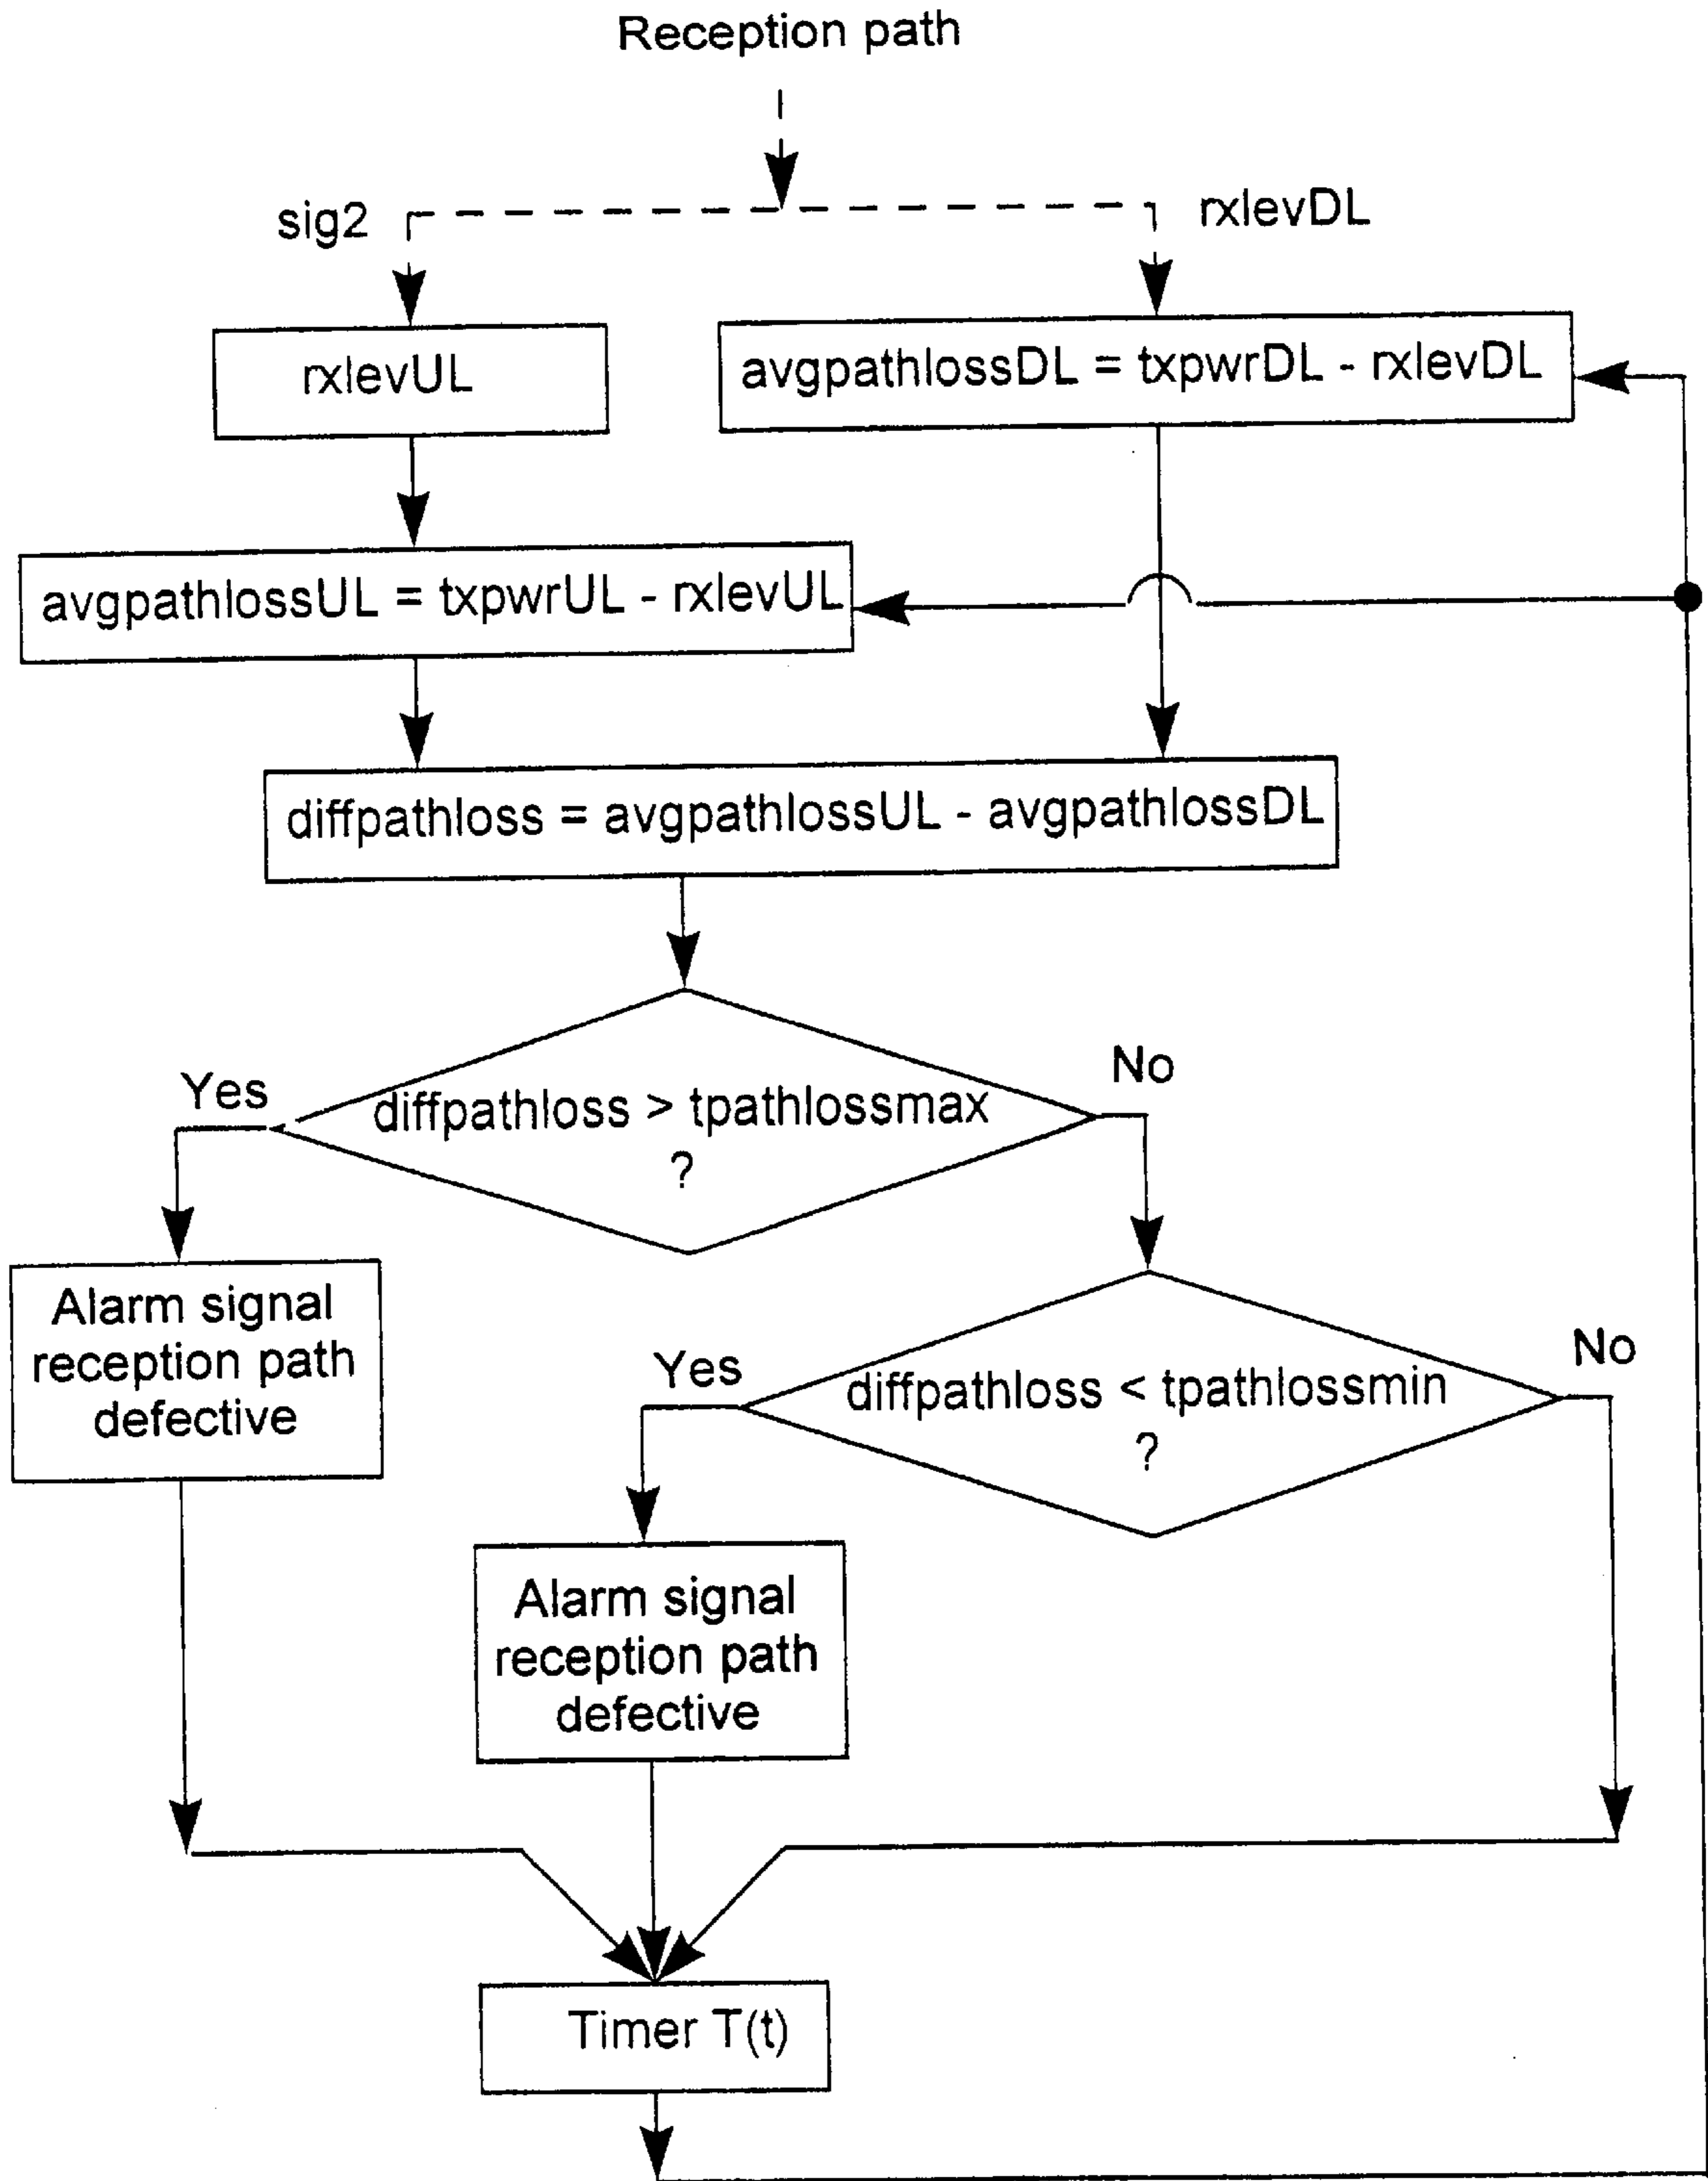 Reception path
sig2
rxlevDL
rxlevUL
avgpathlossDL = txpwrDL - rxlevDL
avgpathlossUL = txpwrUL - rxlevUL
diffpathloss = avgpathlossUL - avgpathlossDL
Yes
No
diffpathloss > tpathlossmax
?
Alarm signal
reception path
defective
Yes
No
diffpathloss < tpathlossmin
?
Alarm signal
reception path
defective
Timer T(t)